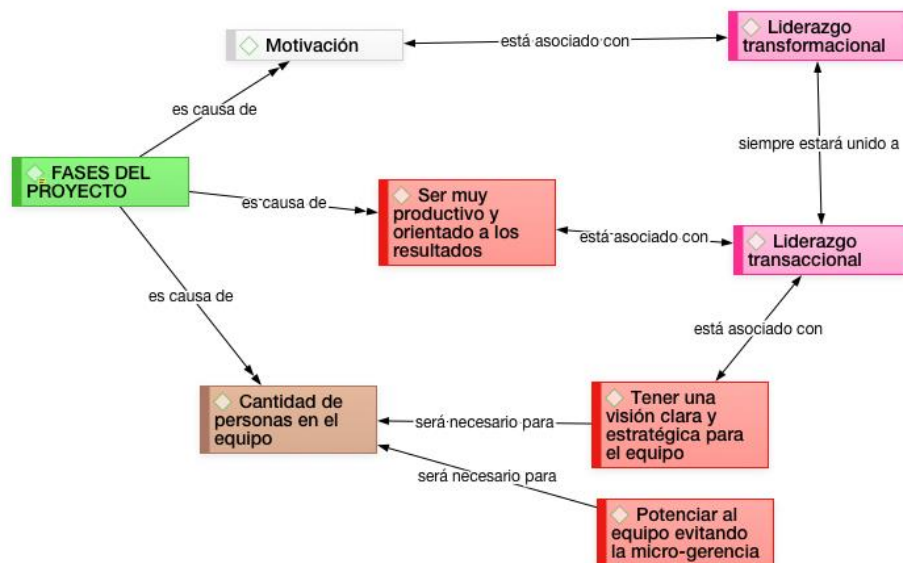 Motivación
está asociado con
Liderazgo
transformacional
es causa de
siempre estará unido a
FASES DEL
PROYECTO
es causa de
Ser muy
productivo y
orientado a los
resultados
está asociado con
Liderazgo
transaccional
es causa de
está asociado con
Cantidad de
personas en el
equipo
será necesario para
Tener una
visión clara y
estratégica para
el equipo
será necesario para
Potenciar al
equipo evitando
la micro-gerencia